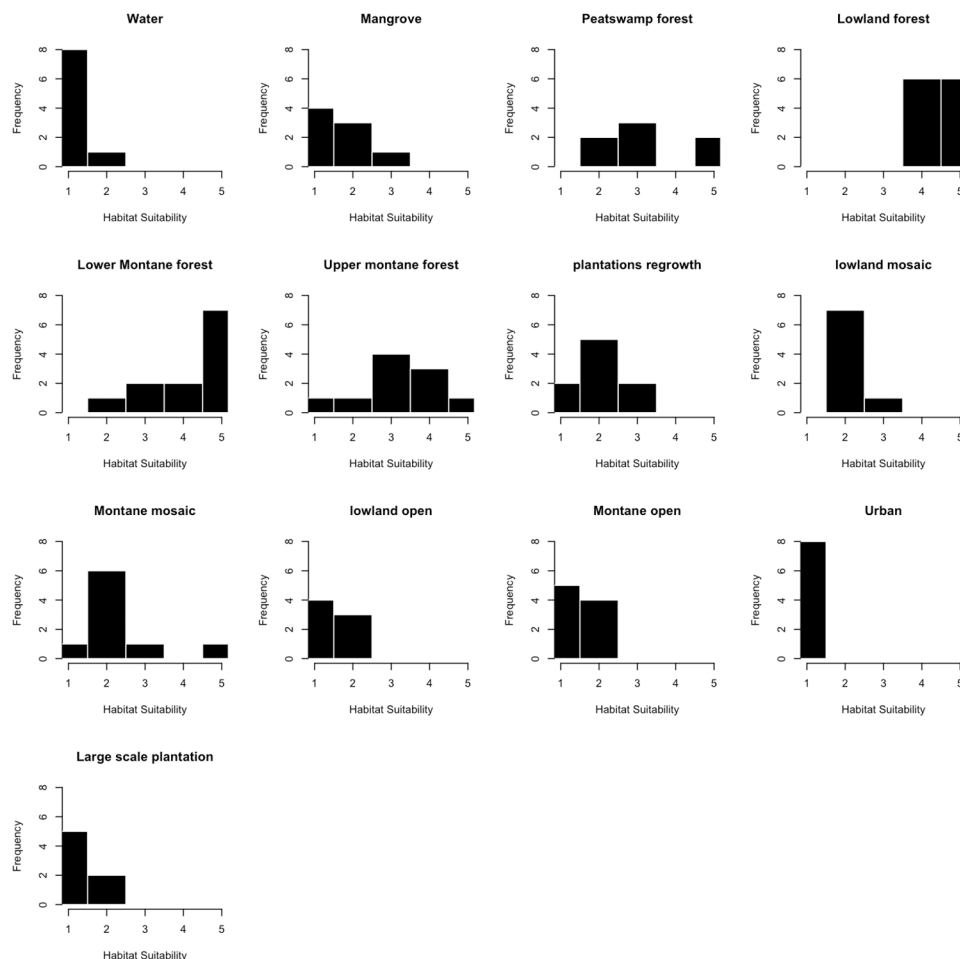 Water
Mangrove
Peatswamp forest
Lowland forest
Frequency
0 2 4 6 8
1 2 3 4 5
Habitat Suitability
Frequency
0 2 4 6 8
1 2 3 4 5
Habitat Suitability
Frequency
0 2 4 6 8
1 2 3 4 5
Habitat Suitability
Frequency
0 2 4 6 8
1 2 3 4 5
Habitat Suitability
Lower Montane forest
Upper montane forest
plantations regrowth
lowland mosaic
Frequency
0 2 4 6 8
1 2 3 4 5
Habitat Suitability
Frequency
0 2 4 6 8
1 2 3 4 5
Habitat Suitability
Frequency
0 2 4 6 8
1 2 3 4 5
Habitat Suitability
Frequency
0 2 4 6 8
1 2 3 4 5
Habitat Suitability
Montane mosaic
lowland open
Montane open
Urban
Frequency
0 2 4 6 8
1 2 3 4 5
Habitat Suitability
Frequency
0 2 4 6 8
1 2 3 4 5
Habitat Suitability
Frequency
0 2 4 6 8
1 2 3 4 5
Habitat Suitability
Frequency
0 2 4 6 8
1 2 3 4 5
Habitat Suitability
Large scale plantation
Frequency
0 2 4 6 8
1 2 3 4 5
Habitat Suitability